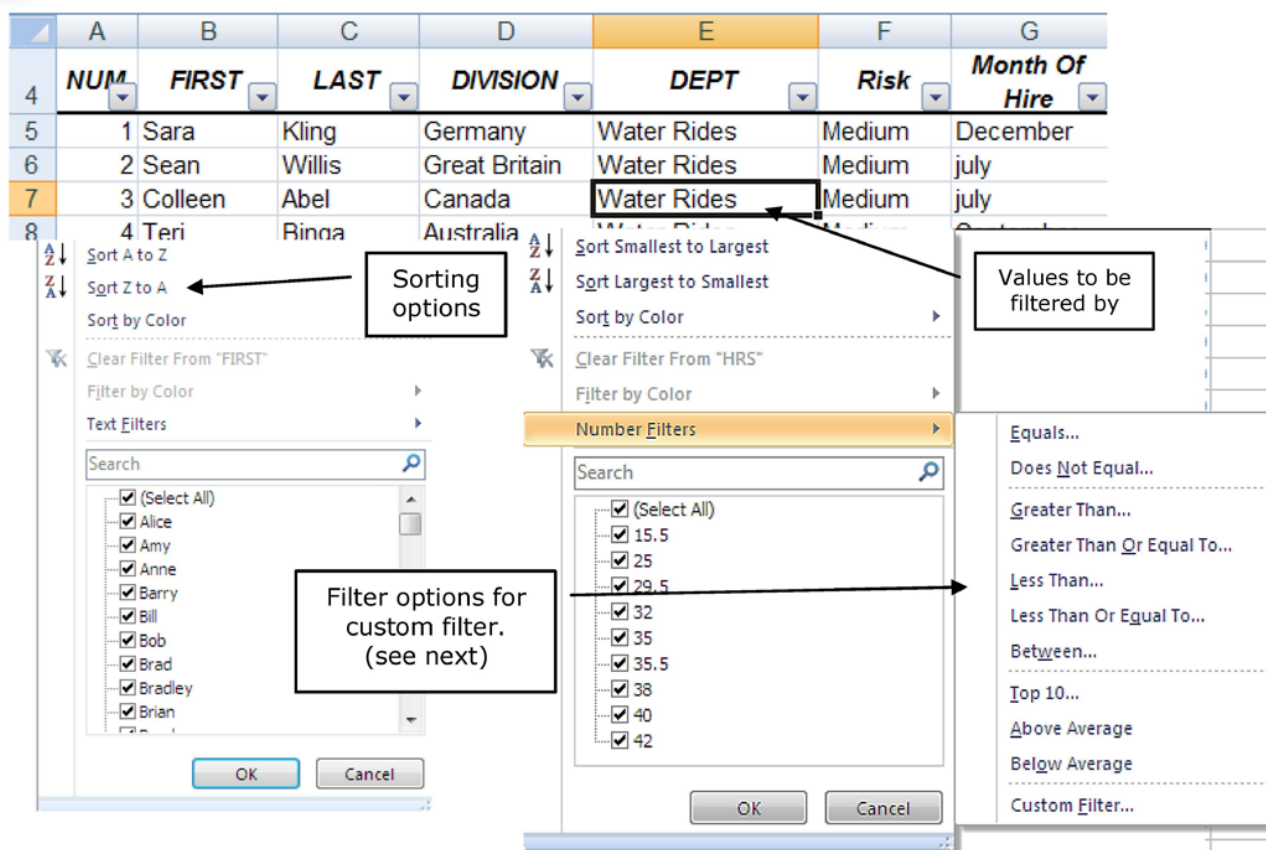 A B C D E F G
4 NUM FIRST LAST DIVISION DEPT Risk Month Of Hire
5 1 Sara Kling Germany Water Rides Medium December
6 2 Sean Willis Great Britain Water Rides Medium july
7 3 Colleen Abel Canada Water Rides Medium july
8 4 Teri Binga Australia
Sort A to Z
Sort Z to A
Sort by Color
Clear Filter From "FIRST"
Filter by Color
Text Filters
Search
(Select All)
Alice
Amy
Anne
Barry
Bill
Bob
Brad
Bradley
Brian
OK Cancel
Sorting
options
Sort Smallest to Largest
Sort Largest to Smallest
Sort by Color
Clear Filter From "HRS"
Filter by Color
Number Filters
Search
(Select All)
15.5
25
29.5
32
35
35.5
38
40
42
OK Cancel
Values to be
filtered by
Filter options for
custom filter.
(see next)
Equals...
Does Not Equal...
Greater Than...
Greater Than Or Equal To...
Less Than...
Less Than Or Equal To...
Between...
Top 10...
Above Average
Below Average
Custom Filter...